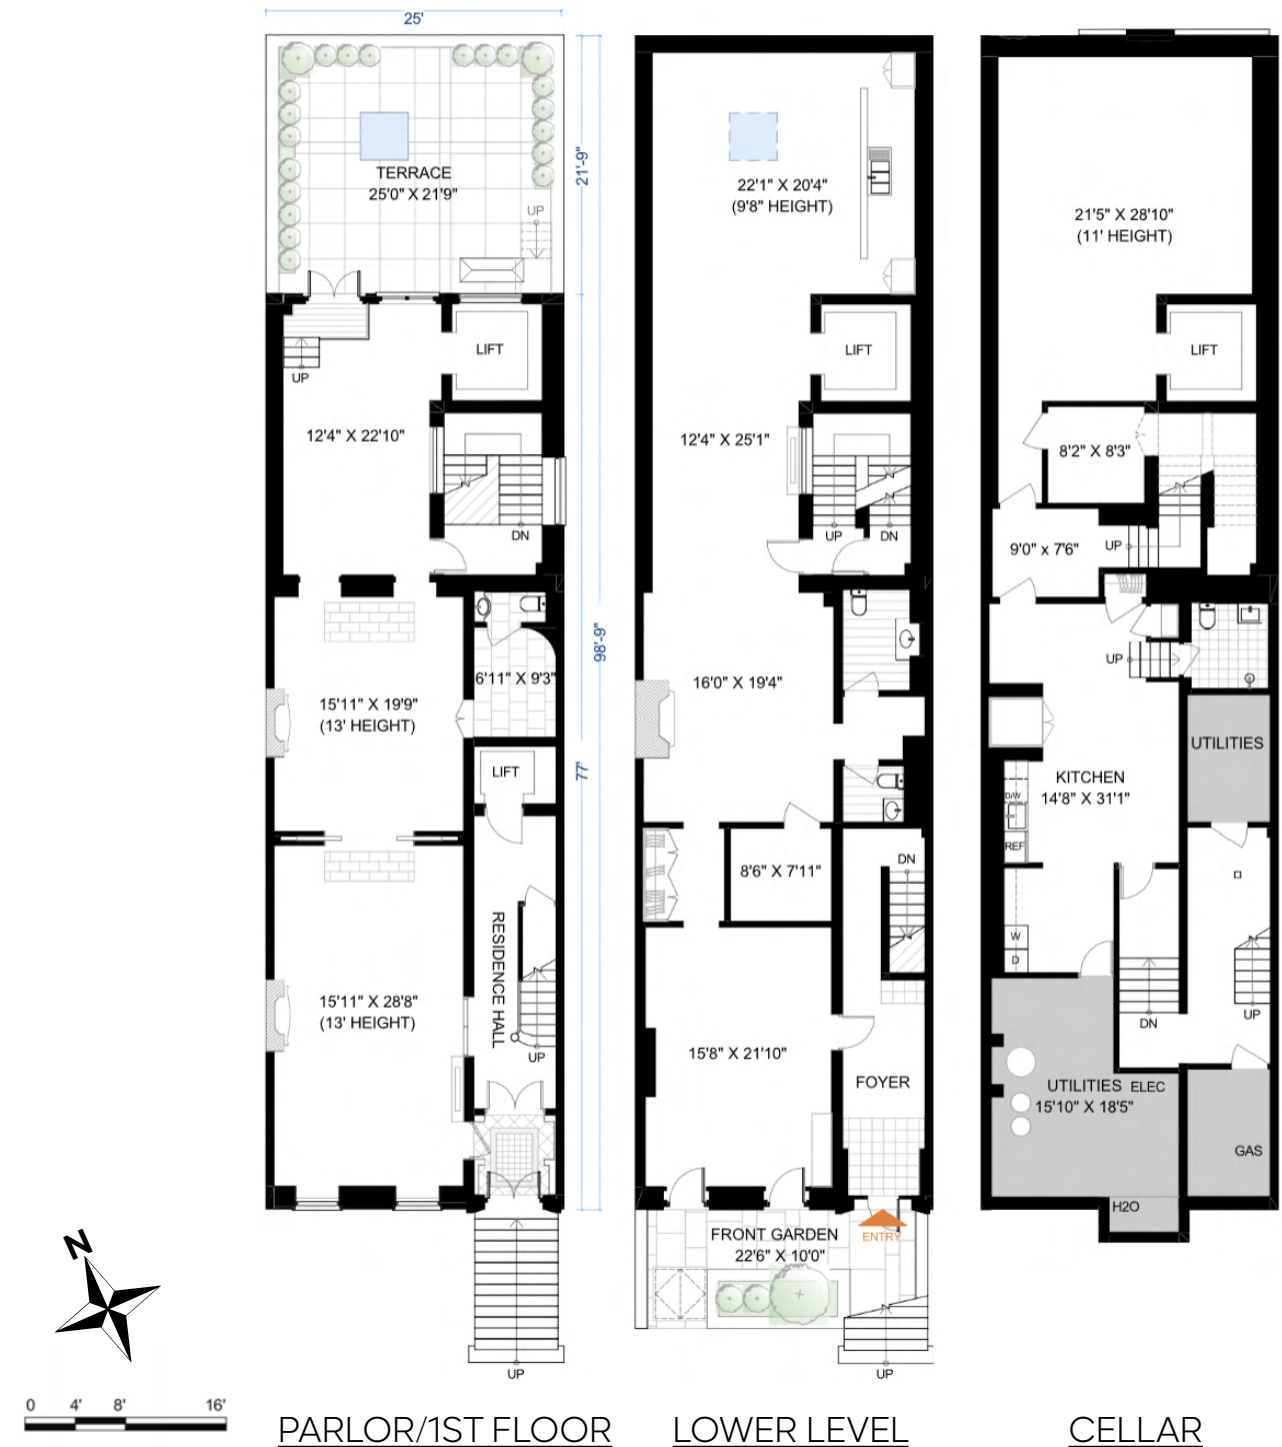 25'
TERRACE
25'0" X 21'9"
UP
21'-9"
LIFT
UP
12'4" X 22'10"
DN
98'-9"
6'11" X 9'3"
15'11" X 19'9"
(13' HEIGHT)
77'
LIFT
RESIDENCE HALL
15'11" X 28'8"
(13' HEIGHT)
UP
UP
22'1" X 20'4"
(9'8" HEIGHT)
LIFT
12'4" X 25'1"
UP
DN
16'0" X 19'4"
DN
8'6" X 7'11"
15'8" X 21'10"
FOYER
FRONT GARDEN
22'6" X 10'0"
ENTRY
UP
21'5" X 28'10"
(11' HEIGHT)
LIFT
8'2" X 8'3"
9'0" x 7'6"
UP
UP
UTILITIES
KITCHEN
14'8" X 31'1"
D/W
REF
W
D
DN
UP
UTILITIES
ELEC
15'10" X 18'5"
GAS
H2O
N
0 4' 8' 16'
PARLOR/1ST FLOOR
LOWER LEVEL
CELLAR